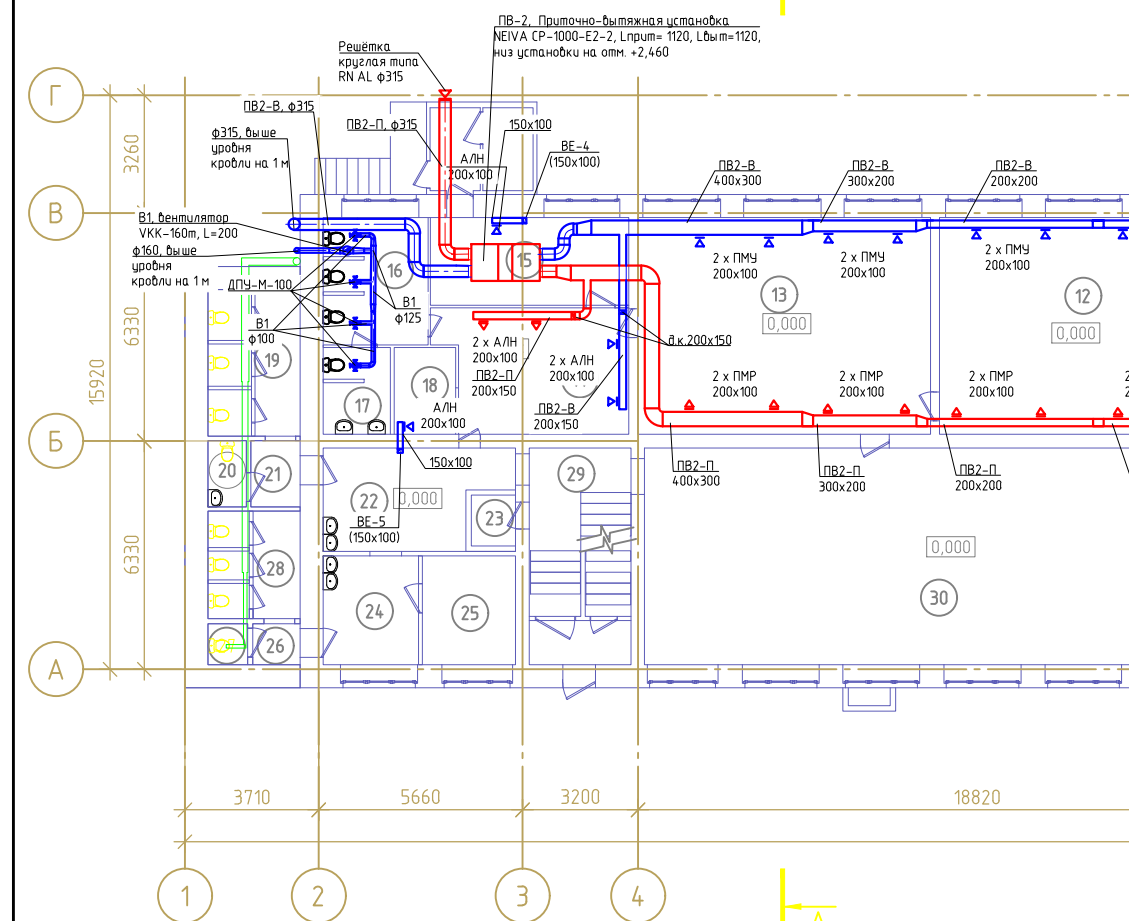 ПВ-2, Приточно-вытяжная установка
NEIVA CP-1000-E2-2, Lприт= 1120, Lвыт=1120,
низ установки на отм. +2,460
Решётка
круглая типа
RN AL ф315
Г
ПВ2-В, ф315
ф315, выше
уровня
кровли на 1 м
ПВ2-П, ф315
150х100
АЛН
200х100
ВЕ-4
(150х100)
ПВ2-В
400х300
ПВ2-В
300х200
ПВ2-В
200х200
3260
В
В1, вентилятор
VKK-160m, L=200
ф160, выше
уровня
кровли на 1 м
ДПУ-М-100
16
15
2 х ПМУ
200х100
2 х ПМУ
200х100
2 х ПМУ
200х100
13
0,000
12
0,000
В1
ф125
В1
ф100
6330
15920
19
2 х АЛН
200х100
ПВ2-П
200х150
2 х АЛН
200х100
д.к.200х150
ПВ2-В
200х150
18
17
АЛН
200х100
2 х ПМР
200х100
2 х ПМР
200х100
2 х ПМР
200х100
Б
150х100
ПВ2-П
400х300
ПВ2-П
300х200
ПВ2-П
200х200
20
21
22
0,000
ВЕ-5
(150х100)
23
29
6330
28
24
25
0,000
30
26
А
3710
5660
3200
18820
1
2
3
4